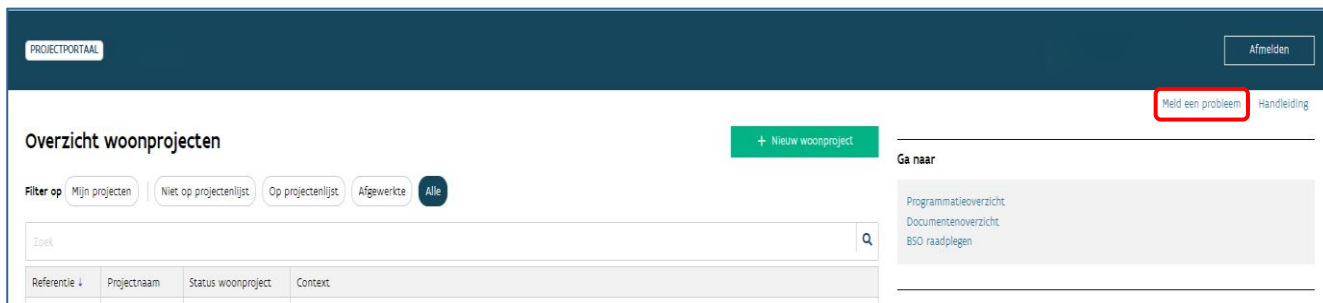 PROJECTPORTAAL
Afmelden
Meld een probleem Handleiding
Overzicht woonprojecten
+ Nieuw woonproject
Ga naar
Filter op Mijn projecten Niet op projectenlijst Op projectenlijst Afgewerkte Alle
Programmatieoverzicht
Documentenoverzicht
BSO raadplegen
Zoek
Referentie ↓ Projectnaam Status woonproject Context